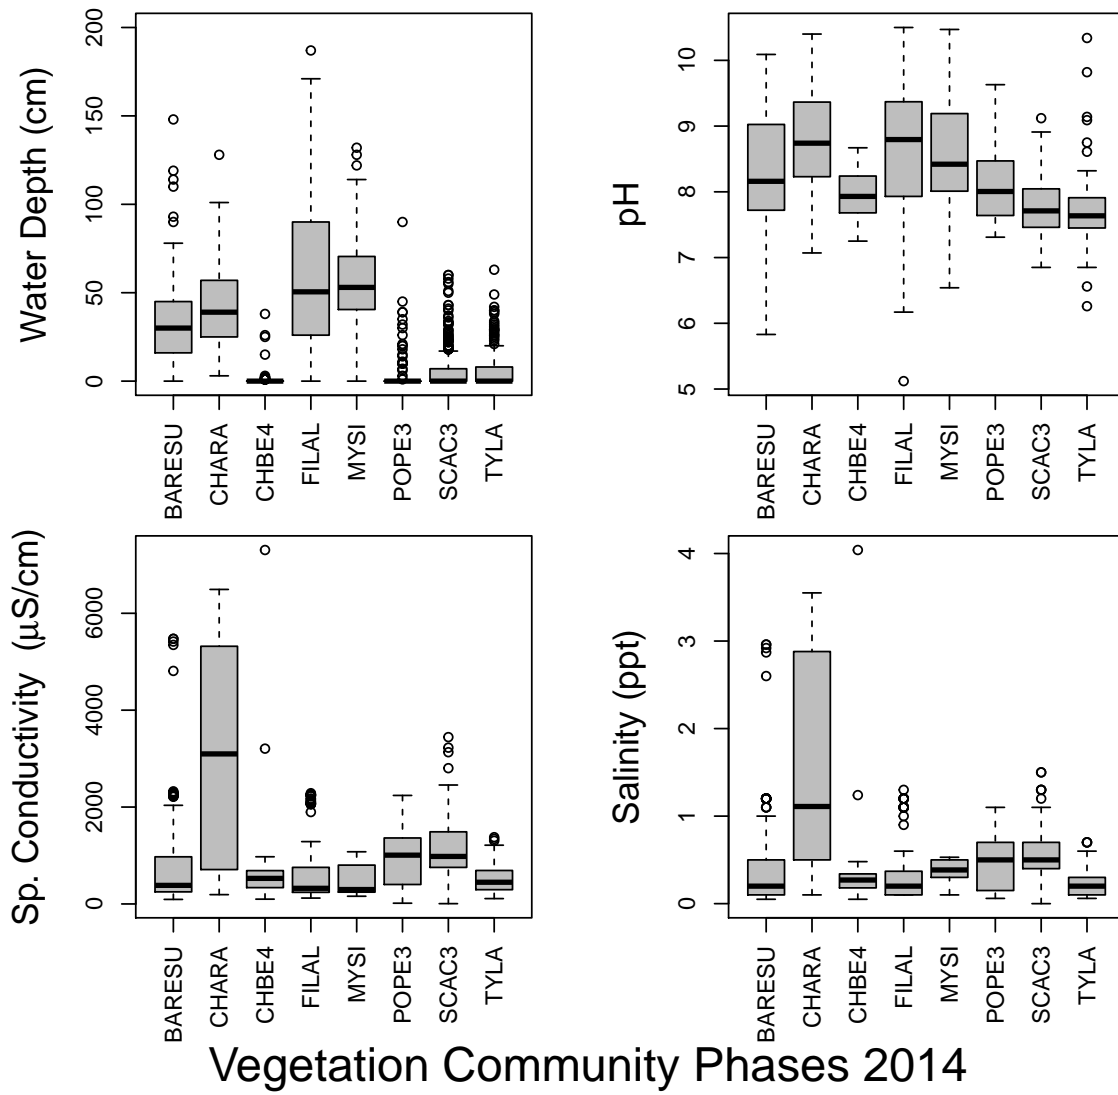 Water Depth (cm)
200
150
100
50
0
BARESU
CHARA
CHBE4
FILAL
MYSI
POPE3
SCAC3
TYLA
pH
10
9
8
7
6
5
BARESU
CHARA
CHBE4
FILAL
MYSI
POPE3
SCAC3
TYLA
Sp. Conductivity (µS/cm)
6000
4000
2000
0
BARESU
CHARA
CHBE4
FILAL
MYSI
POPE3
SCAC3
TYLA
Salinity (ppt)
4
3
2
1
0
BARESU
CHARA
CHBE4
FILAL
MYSI
POPE3
SCAC3
TYLA
Vegetation Community Phases 2014